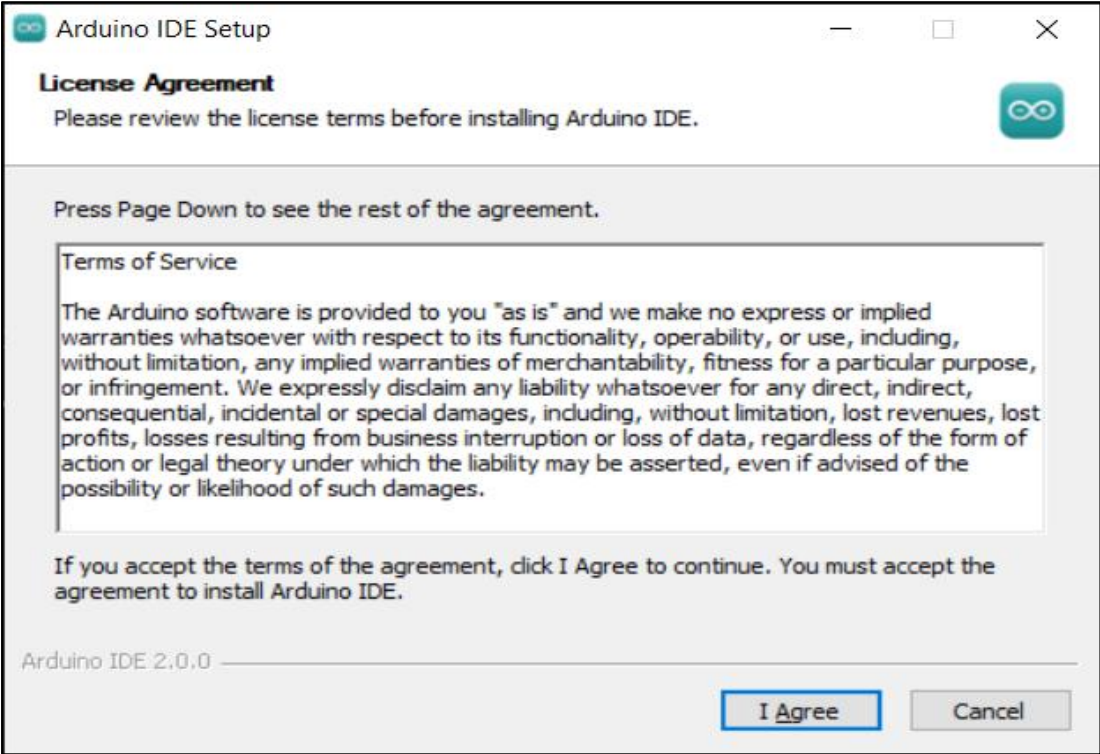 Arduino IDE Setup
License Agreement
Please review the license terms before installing Arduino IDE.
Press Page Down to see the rest of the agreement.
Terms of Service
The Arduino software is provided to you "as is" and we make no express or implied
warranties whatsoever with respect to its functionality, operability, or use, including,
without limitation, any implied warranties of merchantability, fitness for a particular purpose,
or infringement. We expressly disclaim any liability whatsoever for any direct, indirect,
consequential, incidental or special damages, including, without limitation, lost revenues, lost
profits, losses resulting from business interruption or loss of data, regardless of the form of
action or legal theory under which the liability may be asserted, even if advised of the
possibility or likelihood of such damages.
If you accept the terms of the agreement, click I Agree to continue. You must accept the
agreement to install Arduino IDE.
Arduino IDE 2.0.0
I Agree Cancel